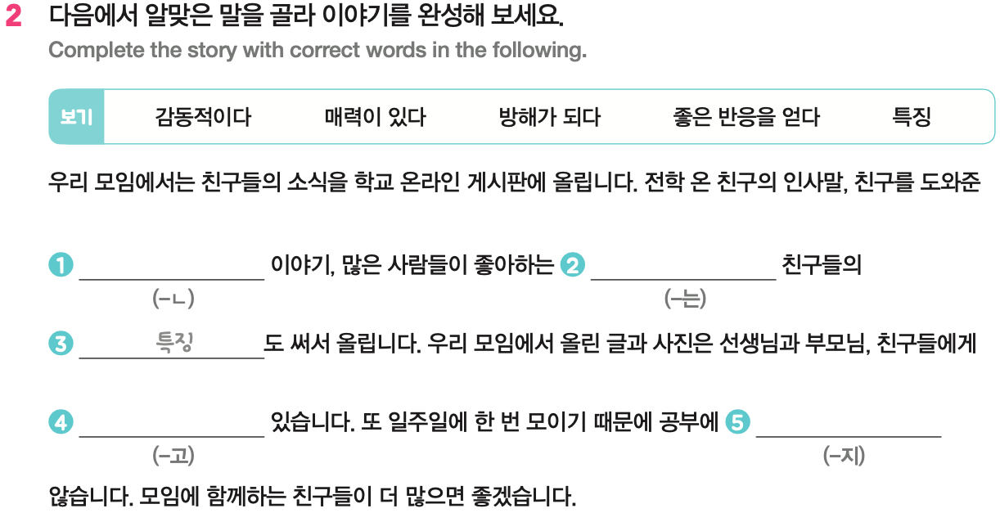 2 다음에서 알맞은 말을 골라 이야기를 완성해 보세요.
Complete the story with correct words in the following.
보기 감동적이다 매력이 있다 방해가 되다 좋은 반응을 얻다 특징
우리 모임에서는 친구들의 소식을 학교 온라인 게시판에 올립니다. 전학 온 친구의 인사말, 친구를 도와준
1 이야기, 많은 사람들이 좋아하는 2 친구들의
(–ㄴ) (–는)
3 특징 도 써서 올립니다. 우리 모임에서 올린 글과 사진은 선생님과 부모님, 친구들에게
4 있습니다. 또 일주일에 한 번 모이기 때문에 공부에 5
(–고) (–지)
않습니다. 모임에 함께하는 친구들이 더 많으면 좋겠습니다.